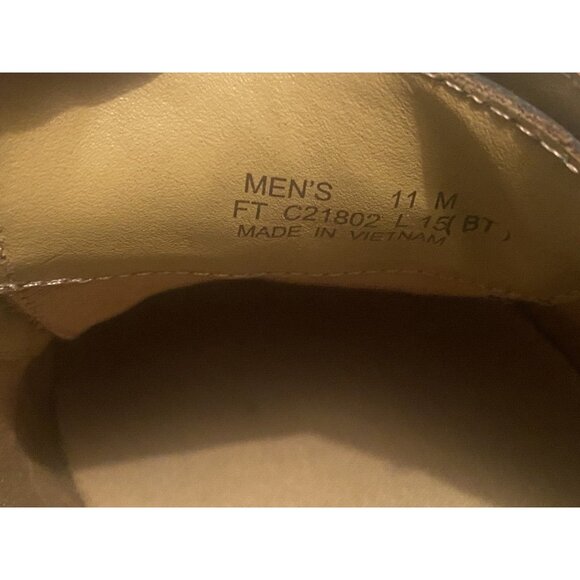 MEN'S 11 M
FT C21802 L 15(BT)
MADE IN VIETNAM